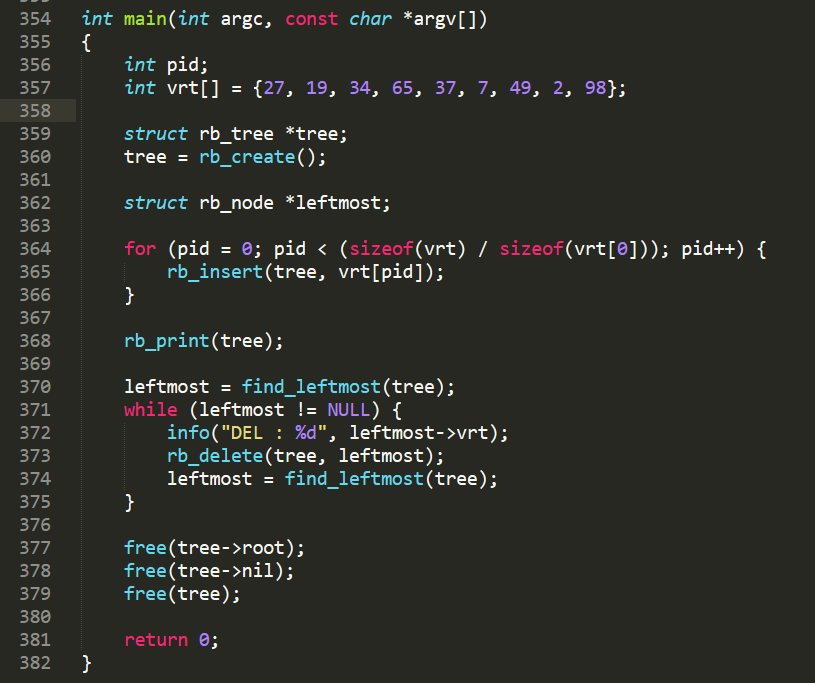 354 int main(int argc, const char *argv[])
355 {
356     int pid;
357     int vrt[] = {27, 19, 34, 65, 37, 7, 49, 2, 98};
358
359     struct rb_tree *tree;
360     tree = rb_create();
361
362     struct rb_node *leftmost;
363
364     for (pid = 0; pid < (sizeof(vrt) / sizeof(vrt[0])); pid++) {
365         rb_insert(tree, vrt[pid]);
366     }
367
368     rb_print(tree);
369
370     leftmost = find_leftmost(tree);
371     while (leftmost != NULL) {
372         info("DEL : %d", leftmost->vrt);
373         rb_delete(tree, leftmost);
374         leftmost = find_leftmost(tree);
375     }
376
377     free(tree->root);
378     free(tree->nil);
379     free(tree);
380
381     return 0;
382 }